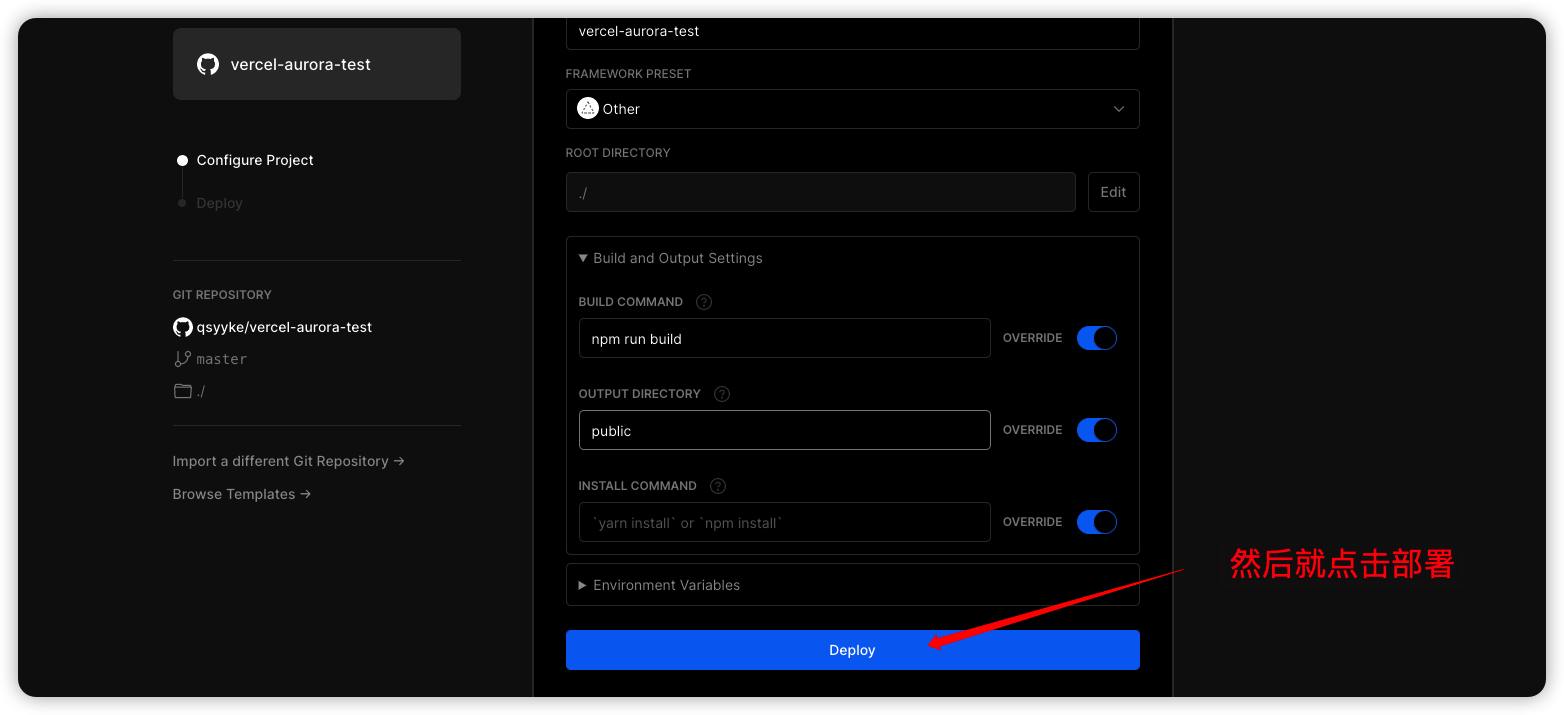 vercel-aurora-test
Configure Project
Deploy
GIT REPOSITORY
qsyyke/vercel-aurora-test
master
./
Import a different Git Repository →
Browse Templates →
vercel-aurora-test
FRAMEWORK PRESET
Other
ROOT DIRECTORY
./
Edit
Build and Output Settings
BUILD COMMAND ?
npm run build
OVERRIDE
OUTPUT DIRECTORY ?
public
OVERRIDE
INSTALL COMMAND ?
`yarn install` or `npm install`
OVERRIDE
Environment Variables
Deploy
然后就点击部署